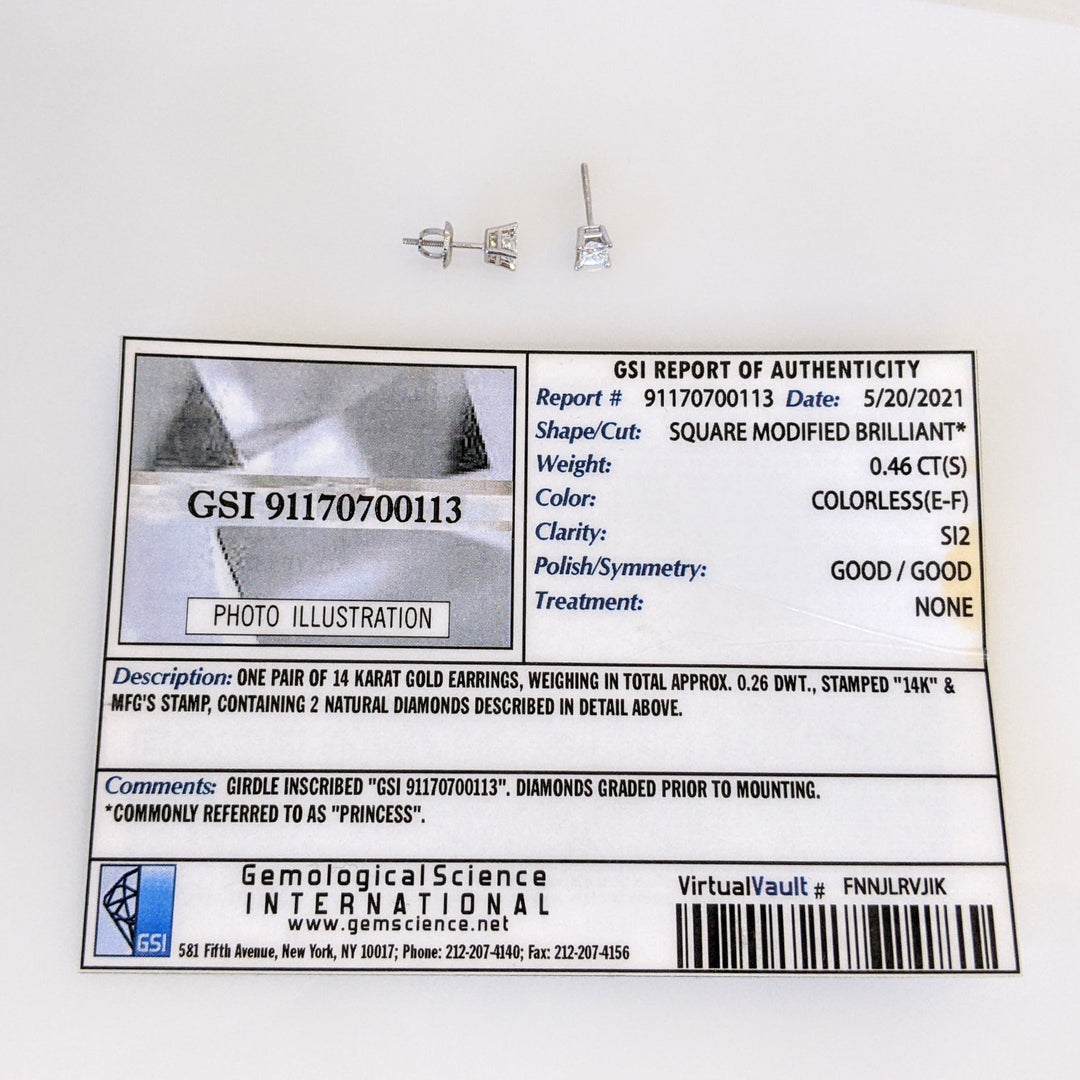 GSI 91170700113
PHOTO ILLUSTRATION
GSI REPORT OF AUTHENTICITY
Report # 91170700113 Date: 5/20/2021
Shape/Cut: SQUARE MODIFIED BRILLIANT*
Weight: 0.46 CT(S)
Color: COLORLESS(E-F)
Clarity: SI2
Polish/Symmetry: GOOD / GOOD
Treatment: NONE
Description: ONE PAIR OF 14 KARAT GOLD EARRINGS, WEIGHING IN TOTAL APPROX. 0.26 DWT., STAMPED "14K" &
MFG'S STAMP, CONTAINING 2 NATURAL DIAMONDS DESCRIBED IN DETAIL ABOVE.
Comments: GIRDLE INSCRIBED "GSI 91170700113". DIAMONDS GRADED PRIOR TO MOUNTING.
*COMMONLY REFERRED TO AS "PRINCESS".
GSI
Gemological Science
INTERNATIONAL
www.gemscience.net
581 Fifth Avenue, New York, NY 10017; Phone: 212-207-4140; Fax: 212-207-4156
VirtualVault # FNNJLRVJIK